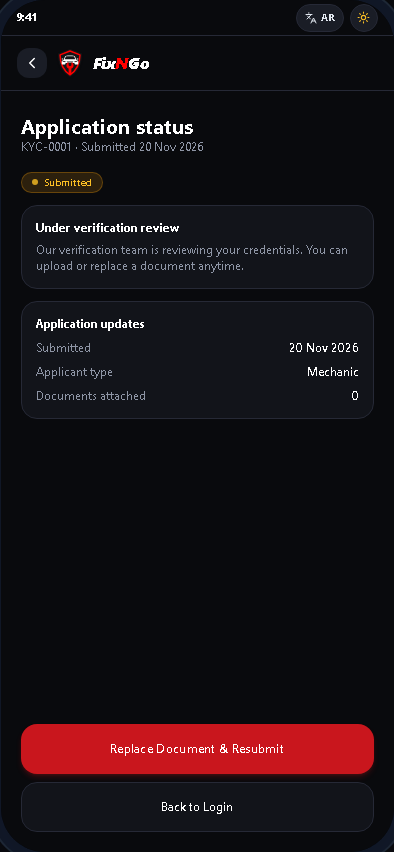 9:41
AR
FixNGo
Application status
KYC-0001 · Submitted 20 Nov 2026
Submitted
Under verification review
Our verification team is reviewing your credentials. You can
upload or replace a document anytime.
Application updates
Submitted 20 Nov 2026
Applicant type Mechanic
Documents attached 0
Replace Document & Resubmit
Back to Login